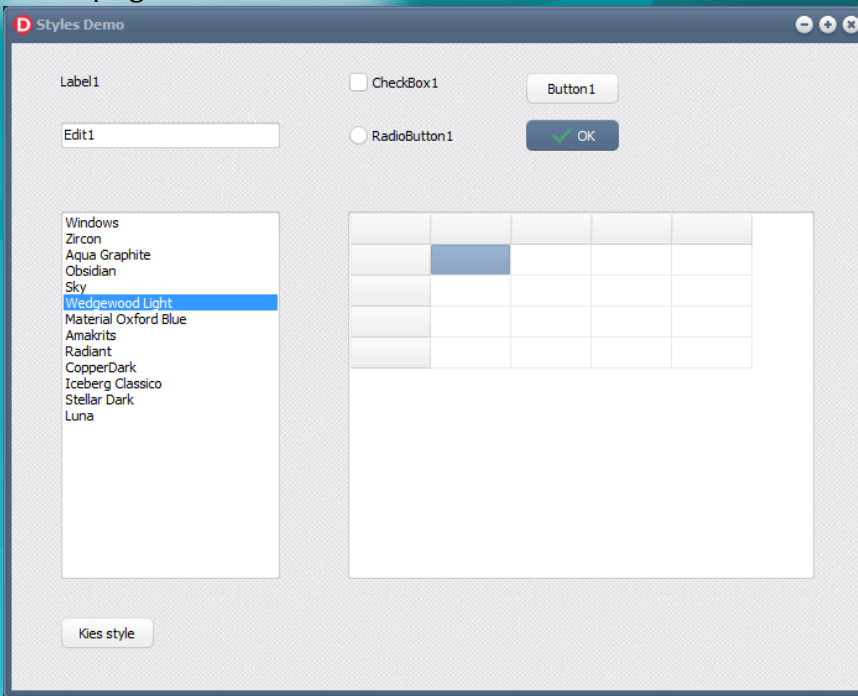 D Styles Demo
Label1
CheckBox1
Button1
Edit1
RadioButton1
OK
Windows
Zircon
Aqua Graphite
Obsidian
Sky
Wedgewood Light
Material Oxford Blue
Amakrits
Radiant
CopperDark
Iceberg Classico
Stellar Dark
Luna
Kies style